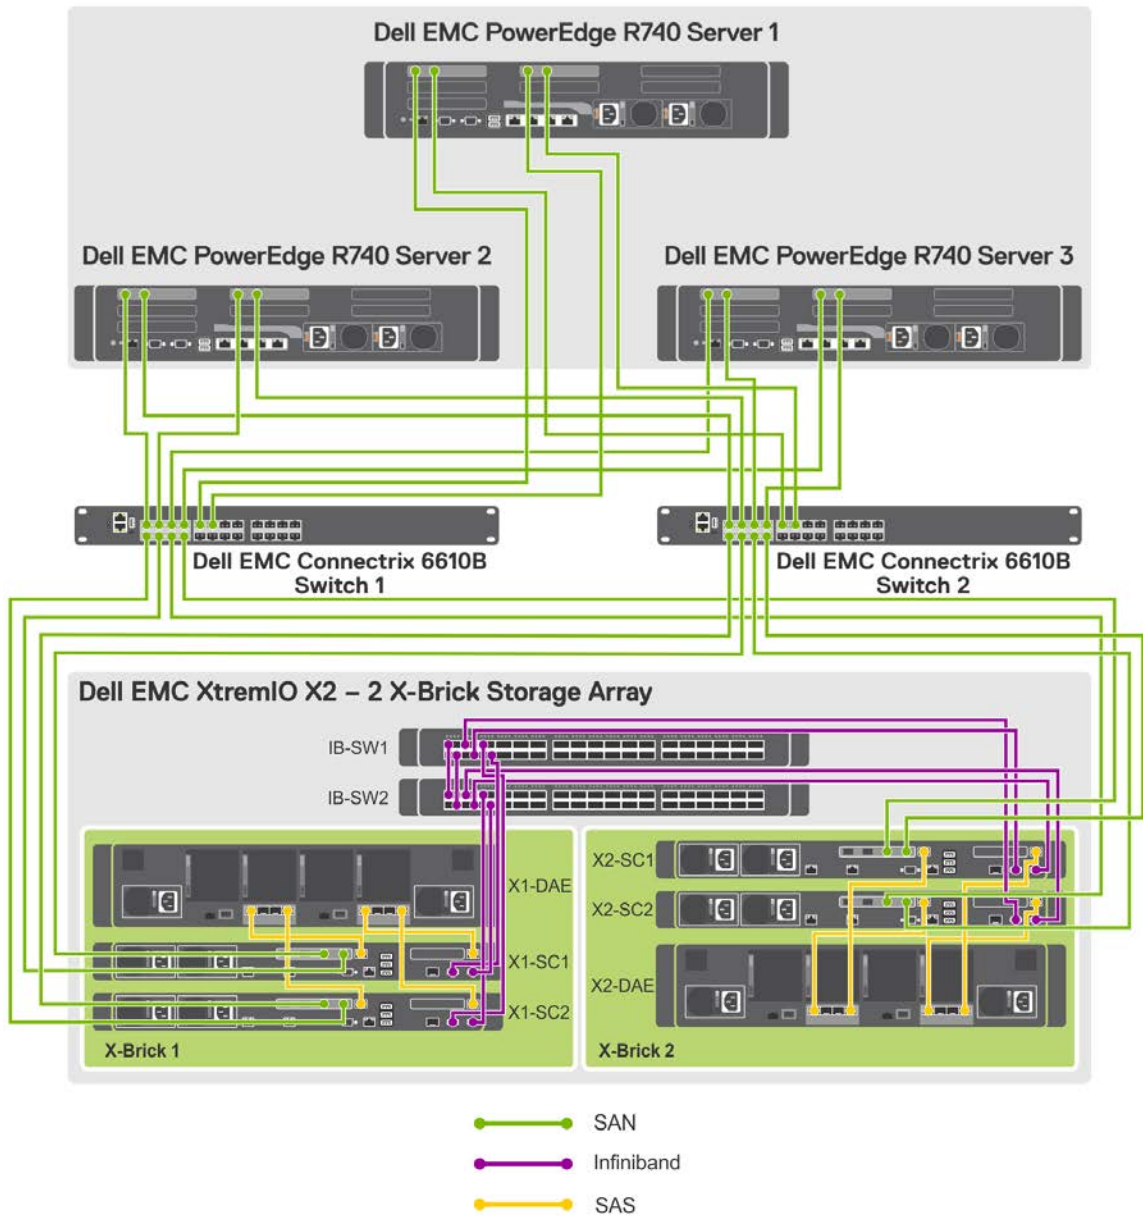 Dell EMC PowerEdge R740 Server 1
Dell EMC PowerEdge R740 Server 2
Dell EMC PowerEdge R740 Server 3
Dell EMC Connectrix 6610B
Switch 1
Dell EMC Connectrix 6610B
Switch 2
Dell EMC XtremIO X2 – 2 X-Brick Storage Array
IB-SW1
IB-SW2
X1-DAE
X1-SC1
X1-SC2
X-Brick 1
X2-SC1
X2-SC2
X2-DAE
X-Brick 2
SAN
Infiniband
SAS